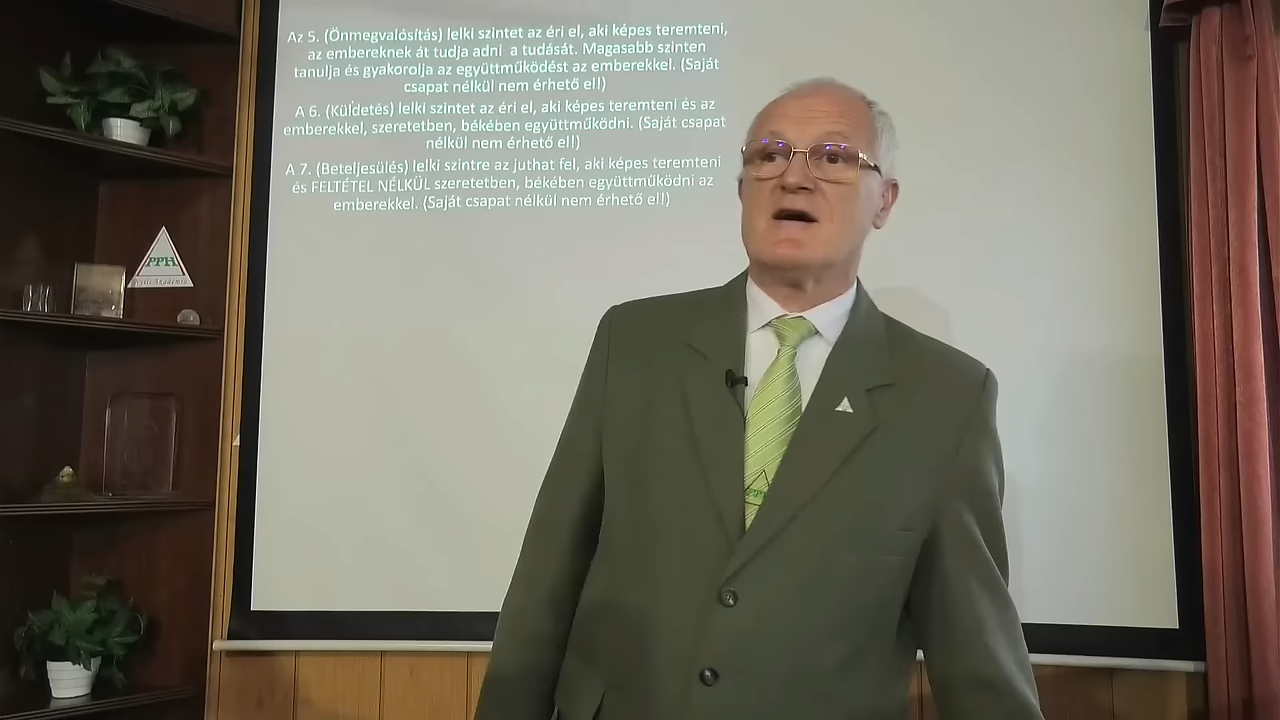 Az 5. (Önmegvalósítás) lelki szintet az éri el, aki képes teremteni,
az embereknek át tudja adni a tudását. Magasabb szinten
tanulja és gyakorolja az együttműködést az emberekkel. (Saját
csapat nélkül nem érhető el!)
A 6. (Küldetés) lelki szintet az éri el, aki képes teremteni és az
emberekkel, szeretetben, békében együttműködni. (Saját csapat
nélkül nem érhető el!)
A 7. (Beteljesülés) lelki szintre az juthat fel, aki képes teremteni
és FELTÉTEL NÉLKÜL szeretetben, békében együttműködni az
emberekkel. (Saját csapat nélkül nem érhető el!)
PPH
Nyílt Akadémia
PPH